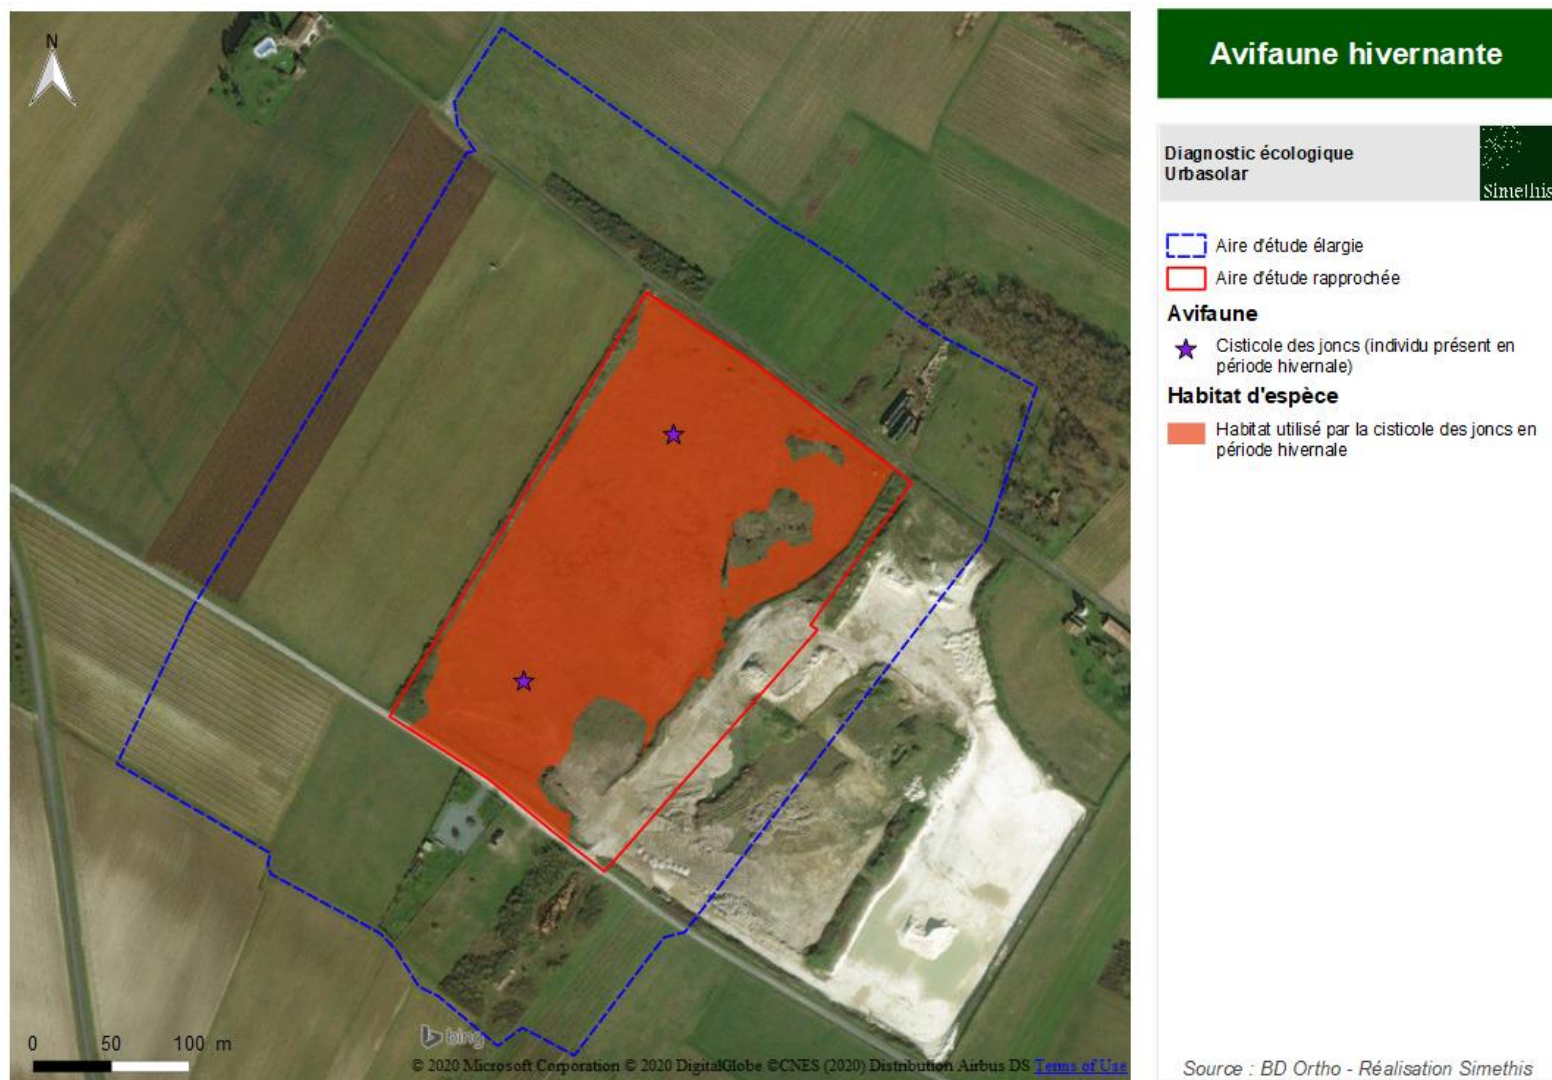 N
Avifaune hivernante
Diagnostic écologique
Urbasolar
Simethis
Aire d'étude élargie
Aire d'étude rapprochée
Avifaune
Cisticole des joncs (individu présent en
période hivernale)
Habitat d'espèce
Habitat utilisé par la cisticole des joncs en
période hivernale
0 50 100 m
bing
© 2020 Microsoft Corporation © 2020 DigitalGlobe ©CNES (2020) Distribution Airbus DS Terms of Use
Source : BD Ortho - Réalisation Simethis